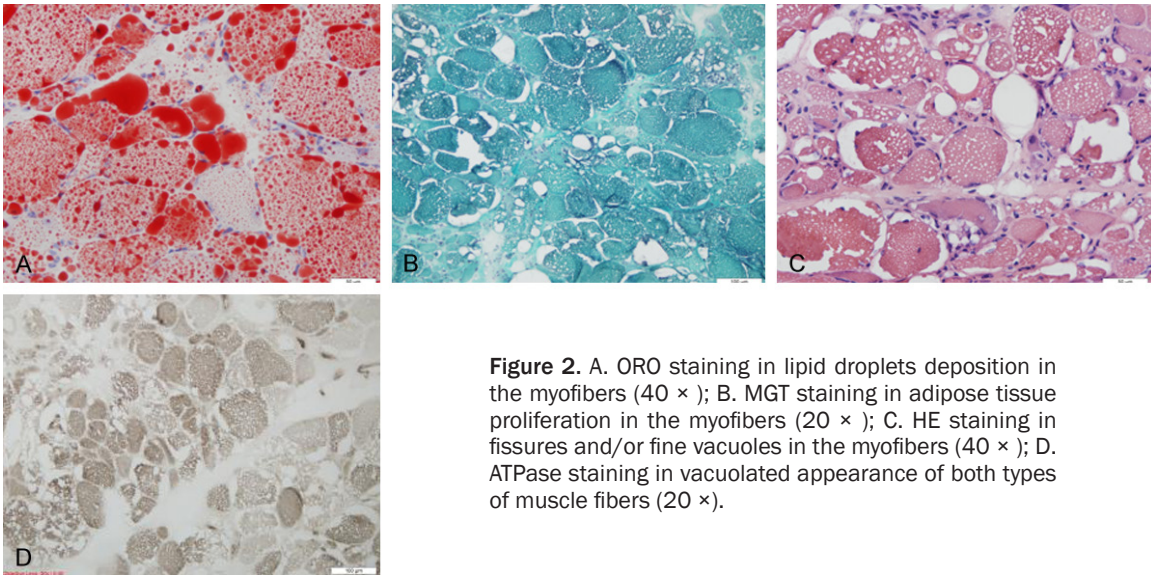 A
B
C
D
100 μm
Figure 2. A. ORO staining in lipid droplets deposition in
the myofibers (40 × ); B. MGT staining in adipose tissue
proliferation in the myofibers (20 × ); C. HE staining in
fissures and/or fine vacuoles in the myofibers (40 × ); D.
ATPase staining in vacuolated appearance of both types
of muscle fibers (20 ×).